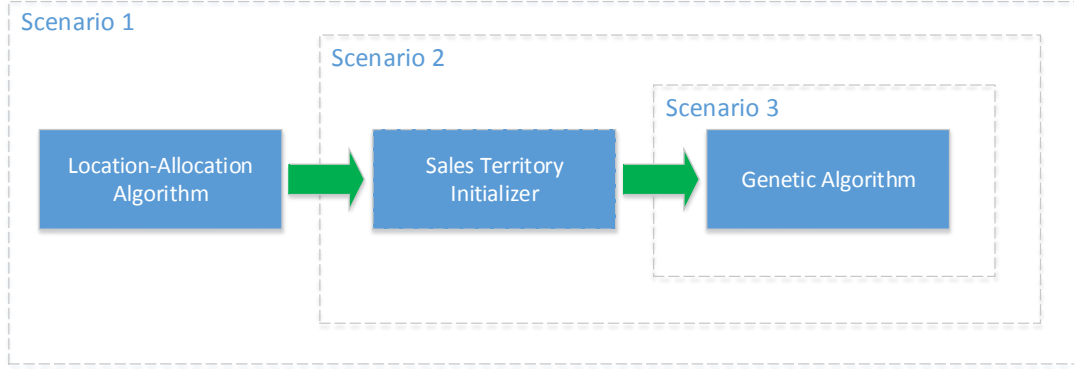 Scenario 1
Scenario 2
Scenario 3
Location-Allocation
Algorithm
Sales Territory
Initializer
Genetic Algorithm